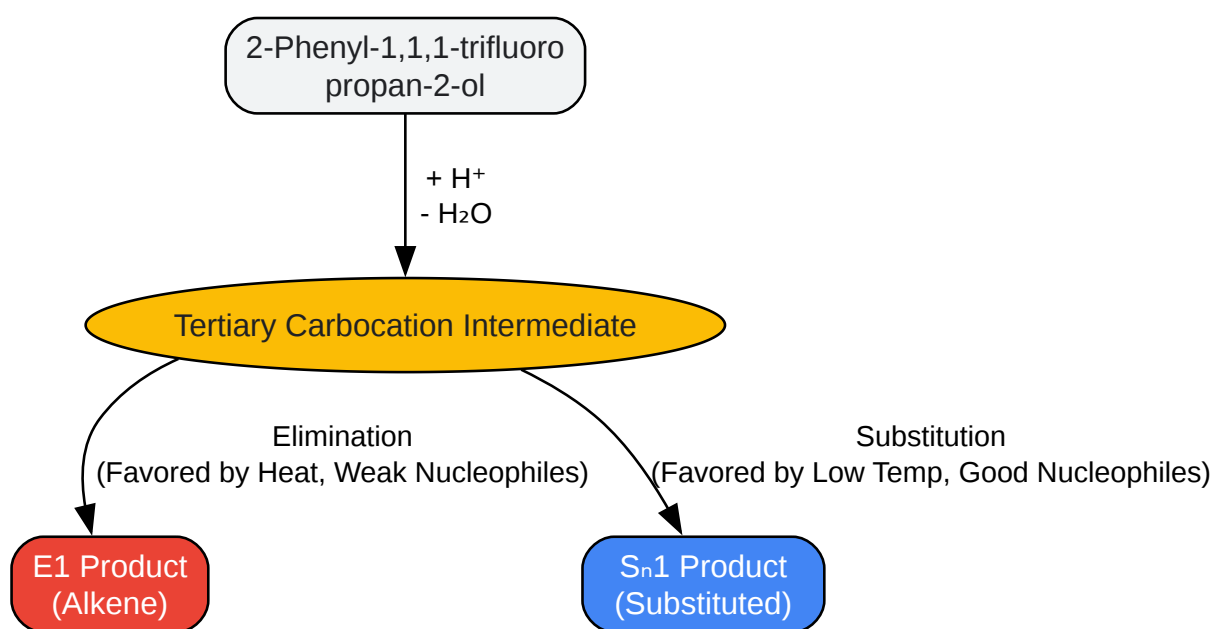 2-Phenyl-1,1,1-trifluoro
propan-2-ol
+ H⁺
- H₂O
Tertiary Carbocation Intermediate
Elimination
(Favored by Heat, Weak Nucleophiles)
Substitution
(Favored by Low Temp, Good Nucleophiles)
E1 Product
(Alkene)
Sₙ1 Product
(Substituted)